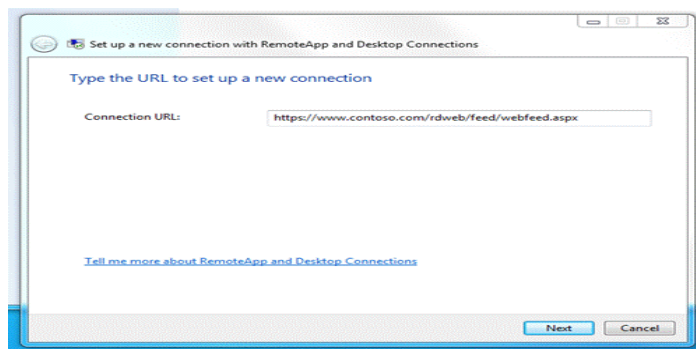 Set up a new connection with RemoteApp and Desktop Connections
Type the URL to set up a new connection
Connection URL: https://www.contoso.com/rdweb/feed/webfeed.aspx
Tell me more about RemoteApp and Desktop Connections
Next Cancel